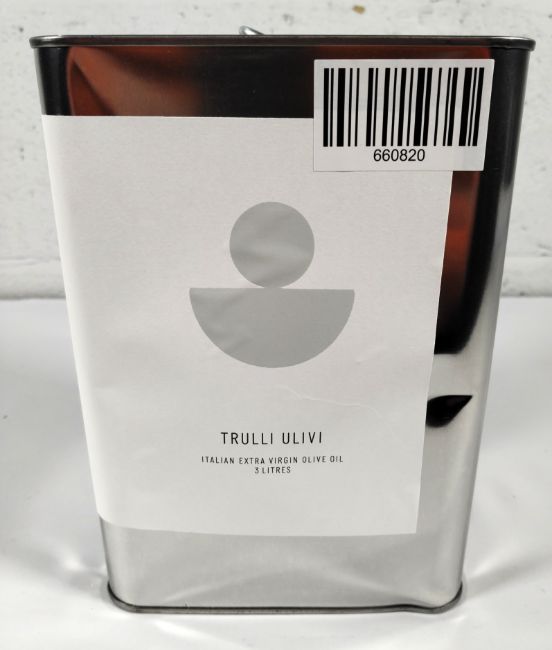 660820
TRULLI ULIVI
ITALIAN EXTRA VIRGIN OLIVE OIL
3 LITRES